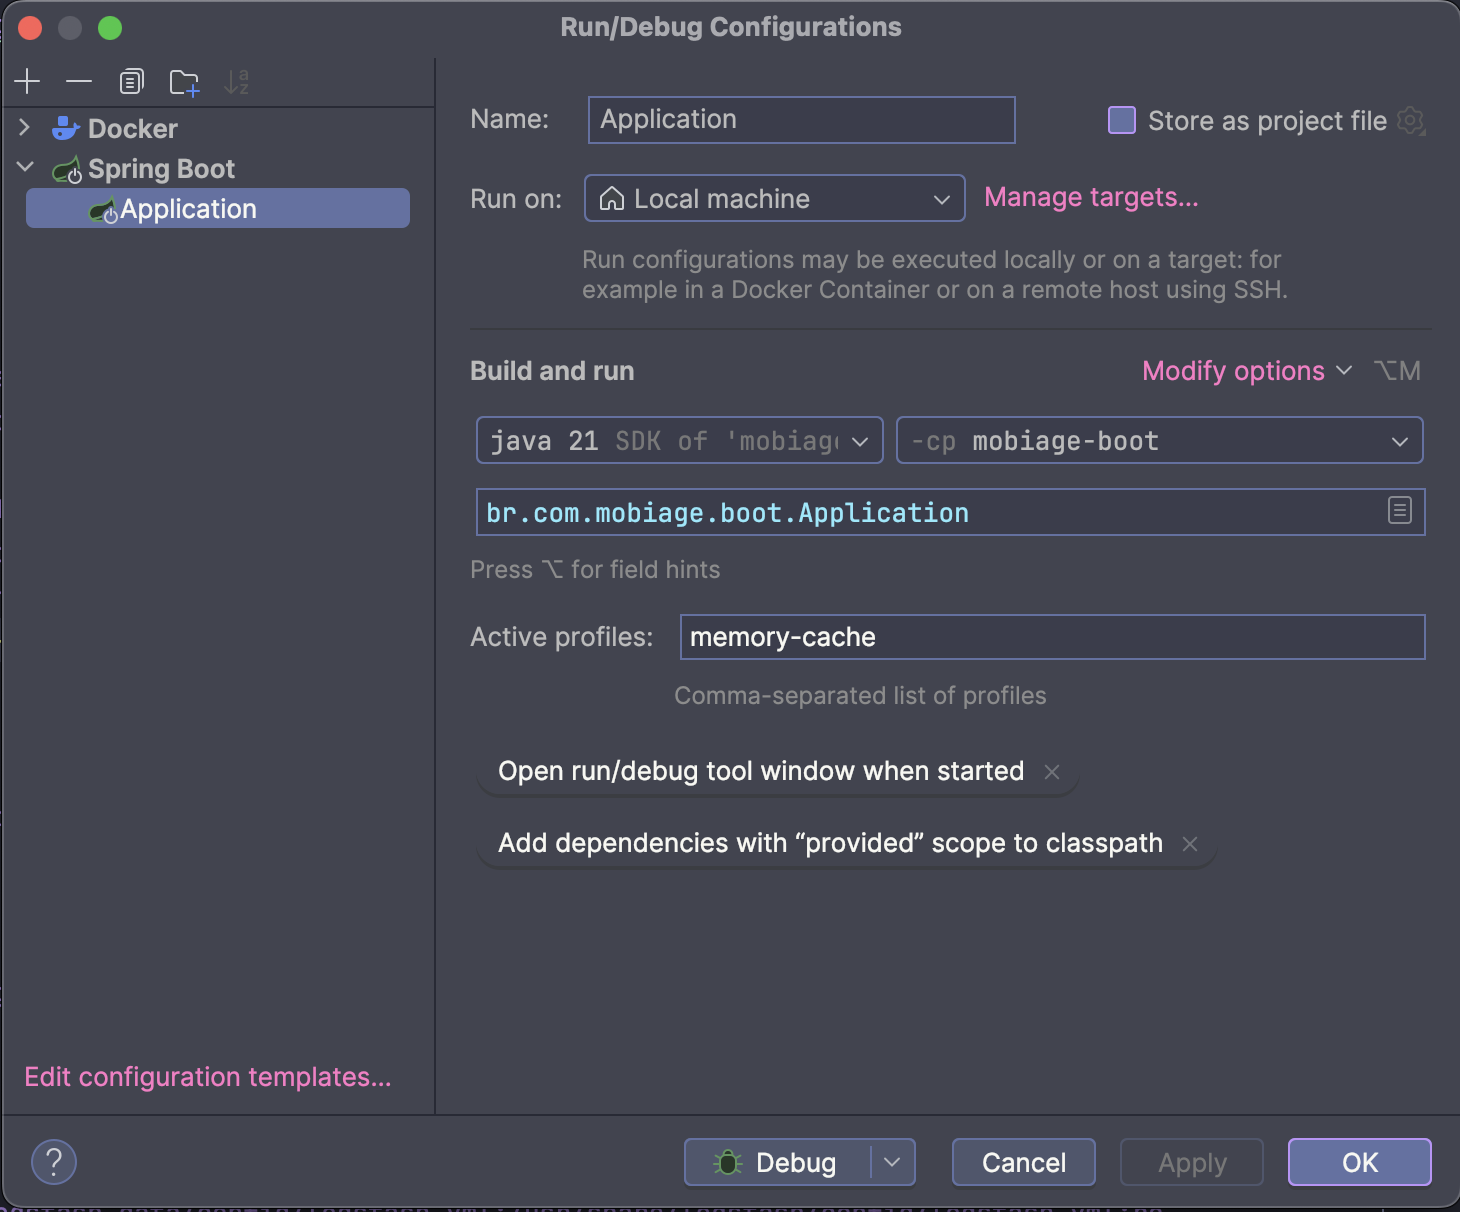 Run/Debug Configurations
Docker
Spring Boot
Application
Edit configuration templates...
Name: Application
Store as project file
Run on: Local machine
Manage targets...
Run configurations may be executed locally or on a target: for
example in a Docker Container or on a remote host using SSH.
Build and run
Modify options ⌥M
java 21 SDK of 'mobiage
-cp mobiage-boot
br.com.mobiage.boot.Application
Press ⌥ for field hints
Active profiles: memory-cache
Comma-separated list of profiles
Open run/debug tool window when started ×
Add dependencies with “provided” scope to classpath ×
?
Debug
Cancel
Apply
OK